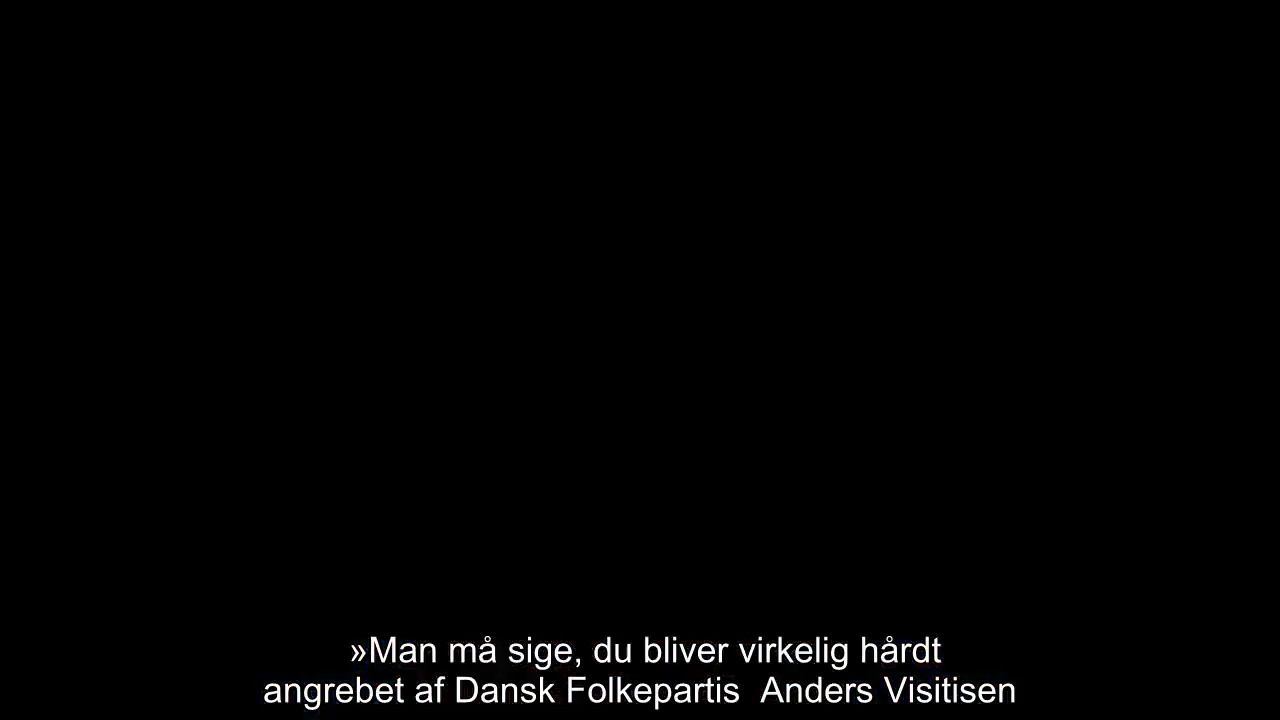 »Man må sige, du bliver virkelig hårdt
angrebet af Dansk Folkepartis  Anders Visitisen